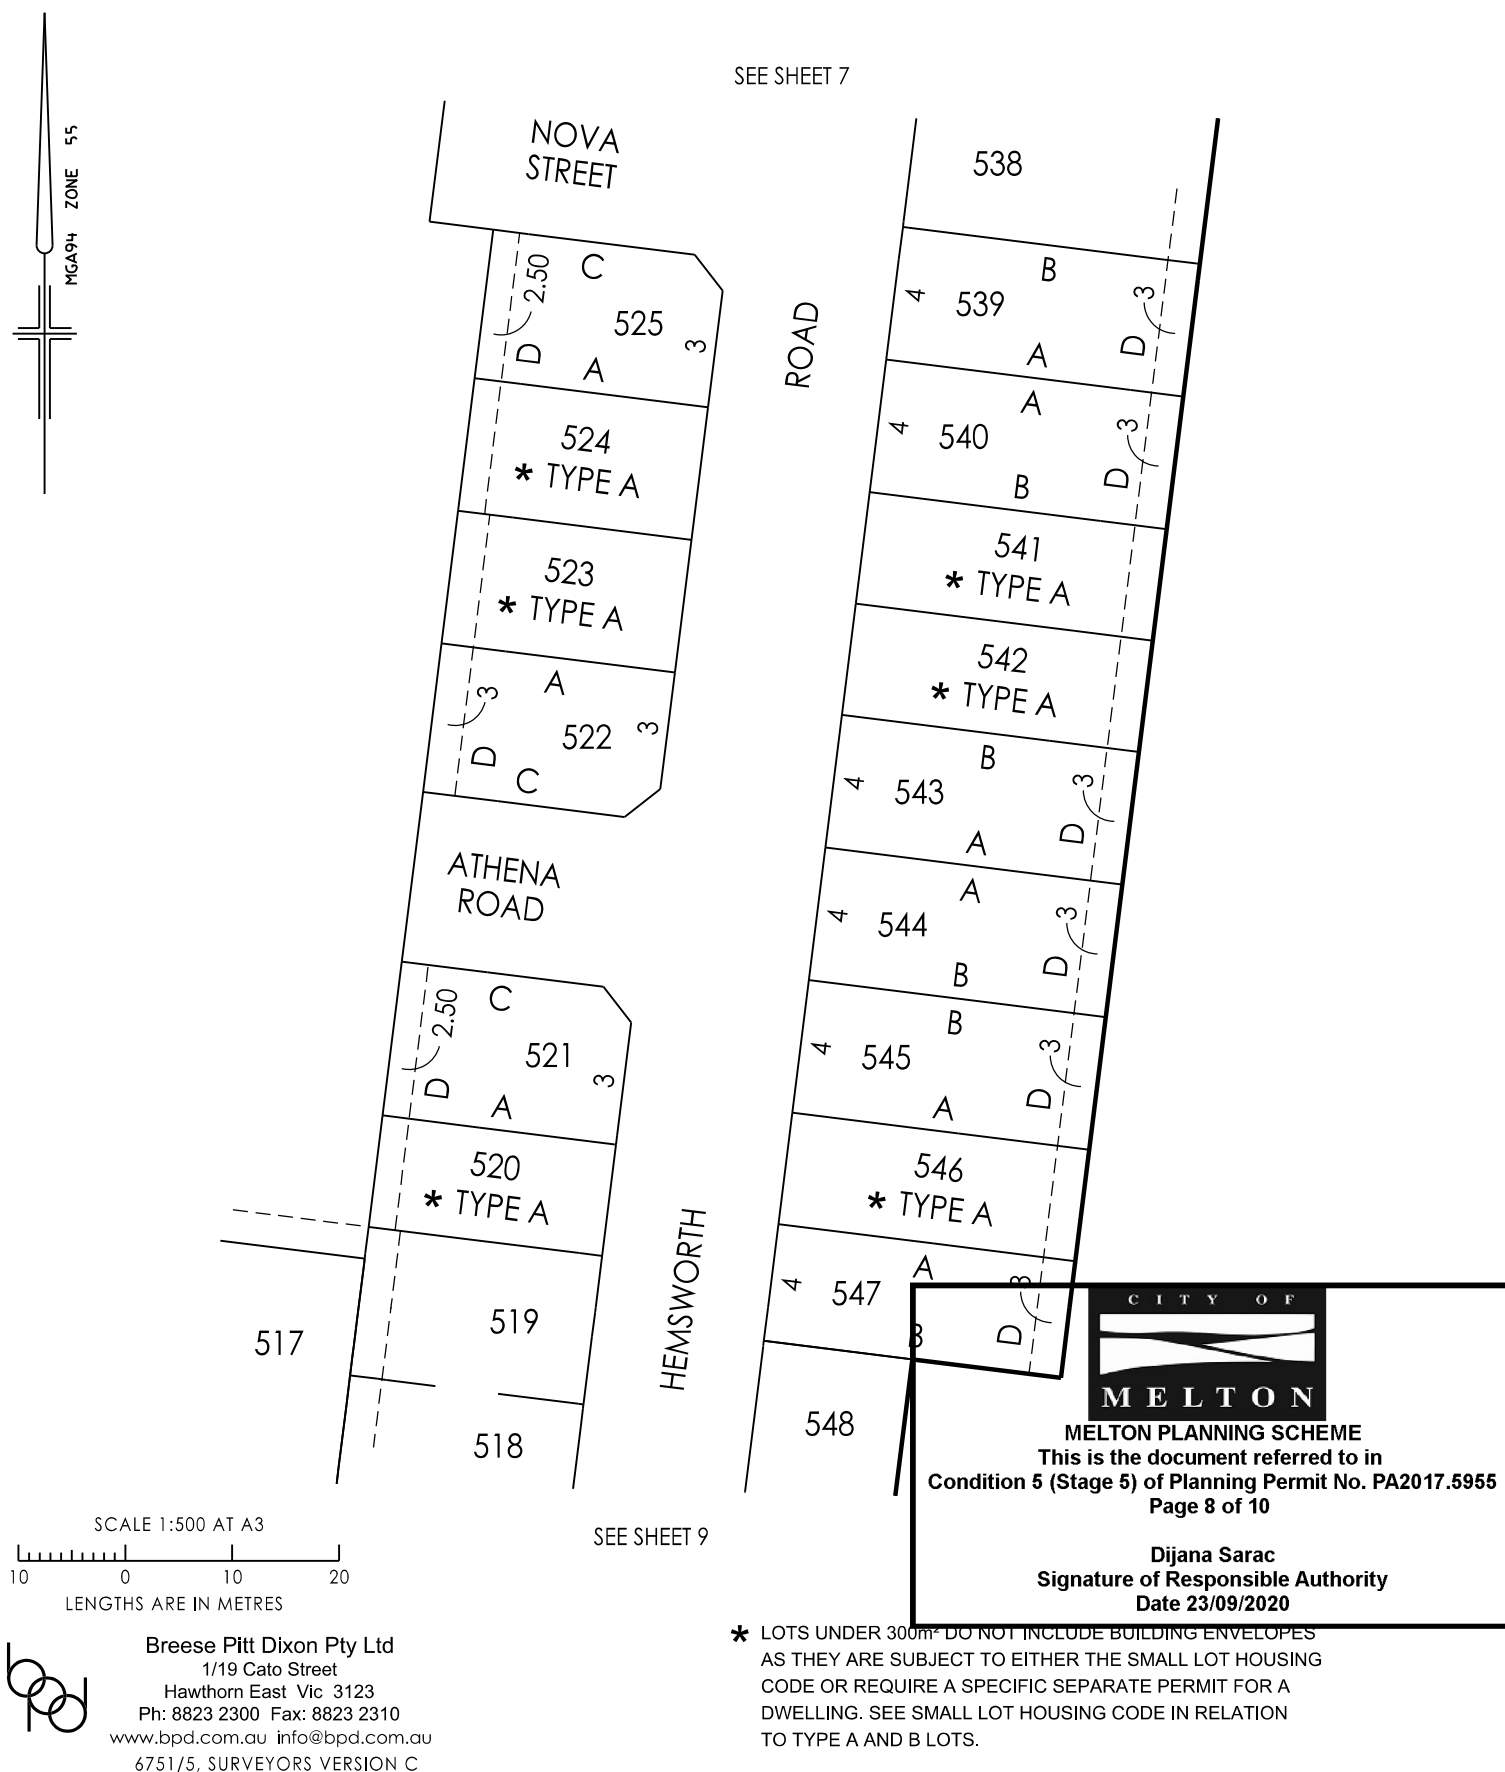 SEE SHEET 7
MGA94 ZONE 55
NOVA
STREET
538
C
2.50
525
3
D
A
ROAD
B
4
539
3
D
A
524
* TYPE A
A
4
540
3
D
B
523
* TYPE A
541
* TYPE A
A
3
522
3
D
C
542
* TYPE A
B
4
543
3
D
A
ATHENA
ROAD
A
4
544
3
D
B
C
2.50
521
3
D
A
B
4
545
3
D
A
520
* TYPE A
546
* TYPE A
HEMSWORTH
A
4
547
3
D
B
517
519
518
548
CITY OF
MELTON
MELTON PLANNING SCHEME
This is the document referred to in
Condition 5 (Stage 5) of Planning Permit No. PA2017.5955
Page 8 of 10
Dijana Sarac
Signature of Responsible Authority
Date 23/09/2020
SEE SHEET 9
SCALE 1:500 AT A3
10 0 10 20
LENGTHS ARE IN METRES
bpd
Breese Pitt Dixon Pty Ltd
1/19 Cato Street
Hawthorn East Vic 3123
Ph: 8823 2300 Fax: 8823 2310
www.bpd.com.au info@bpd.com.au
6751/5, SURVEYORS VERSION C
* LOTS UNDER 300m² DO NOT INCLUDE BUILDING ENVELOPES
AS THEY ARE SUBJECT TO EITHER THE SMALL LOT HOUSING
CODE OR REQUIRE A SPECIFIC SEPARATE PERMIT FOR A
DWELLING. SEE SMALL LOT HOUSING CODE IN RELATION
TO TYPE A AND B LOTS.